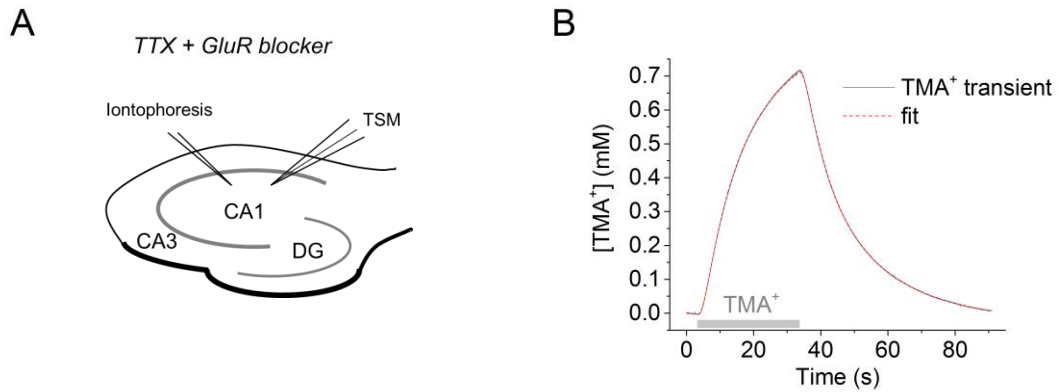 A
TTX + GluR blocker
Iontophoresis
TSM
CA1
CA3
DG
B
TMA⁺ transient
fit
[TMA⁺] (mM)
0.7
0.6
0.5
0.4
0.3
0.2
0.1
0.0
TMA⁺
0 20 40 60 80
Time (s)